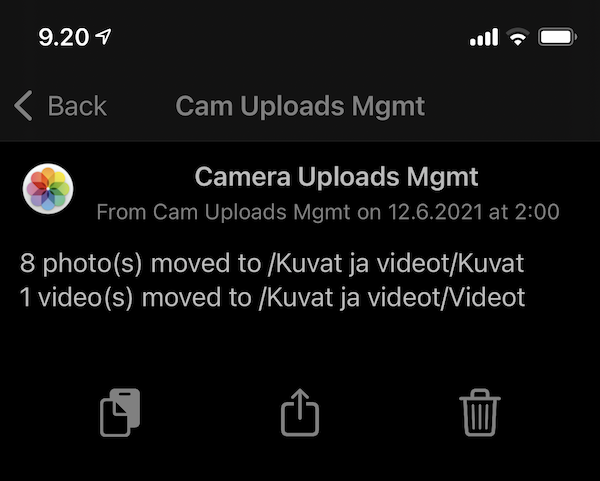 9.20
Back
Cam Uploads Mgmt
Camera Uploads Mgmt
From Cam Uploads Mgmt on 12.6.2021 at 2:00
8 photo(s) moved to /Kuvat ja videot/Kuvat
1 video(s) moved to /Kuvat ja videot/Videot